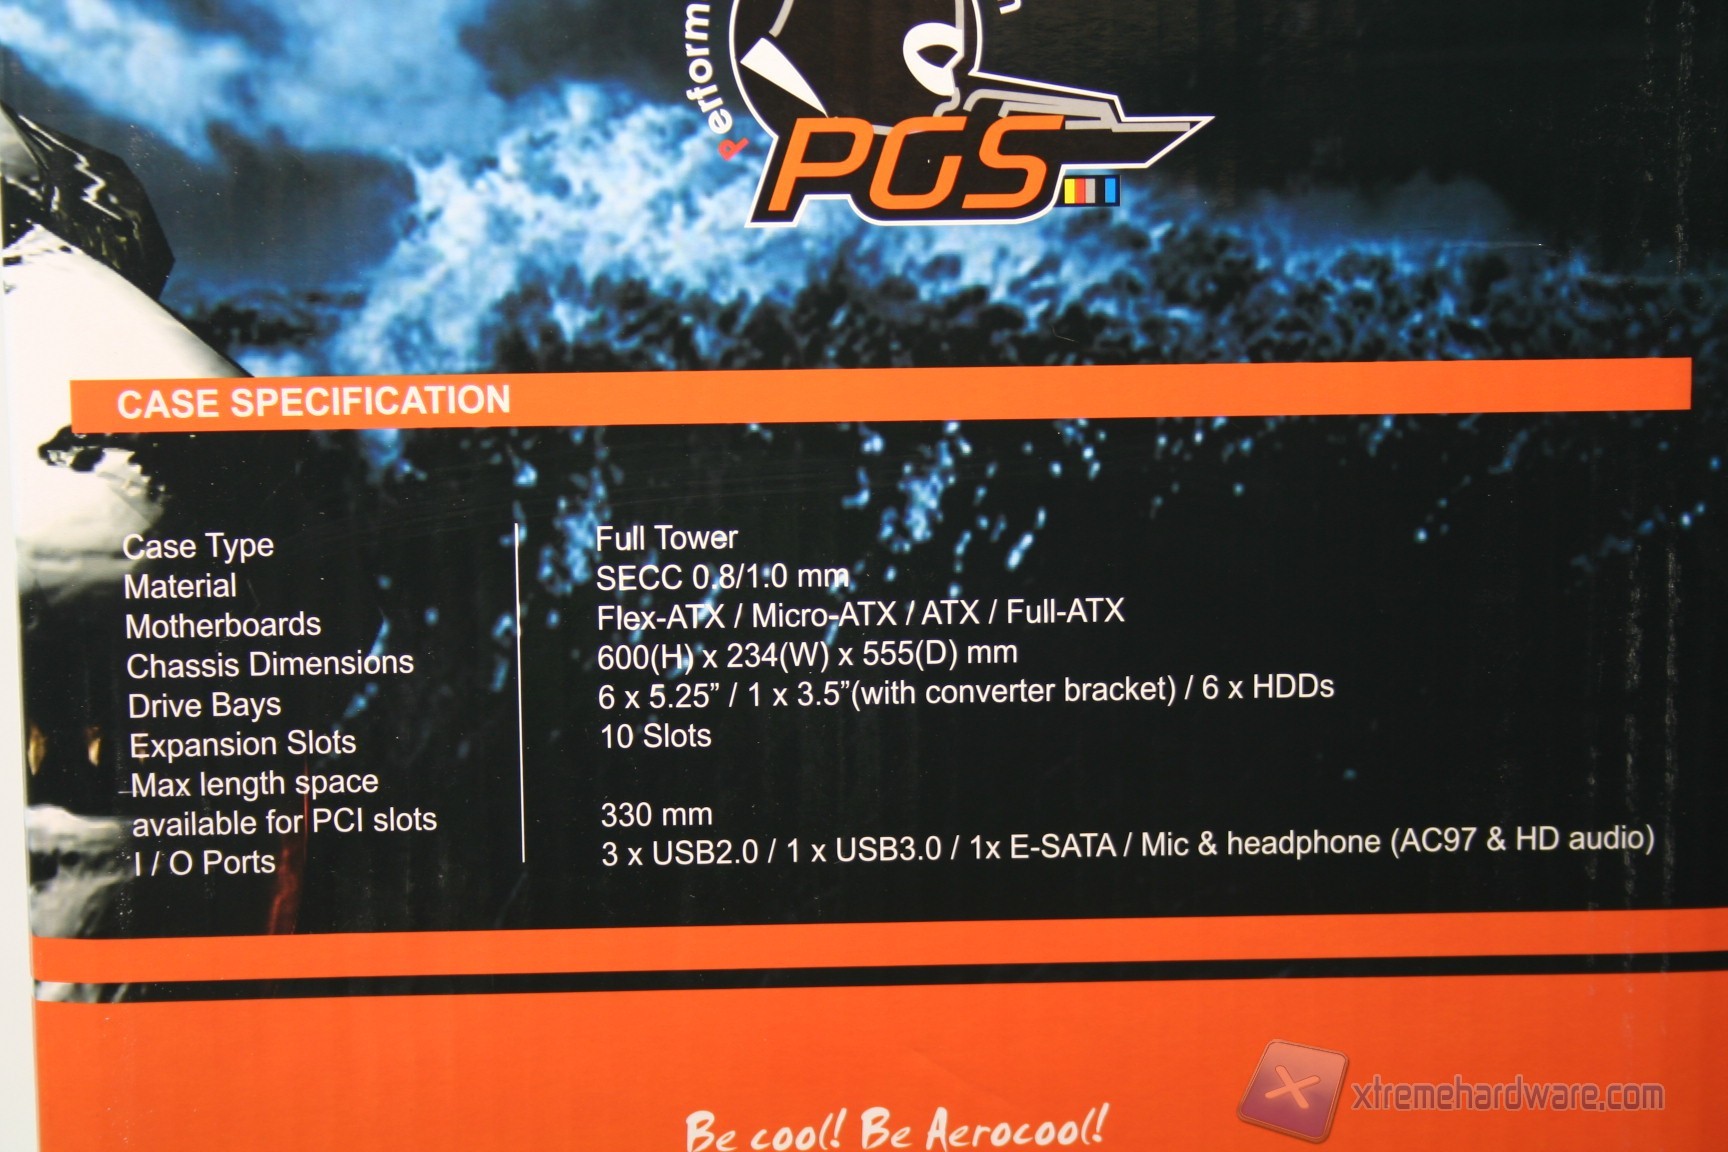 Perform
PGS
CASE SPECIFICATION
Case Type Full Tower
Material SECC 0.8/1.0 mm
Motherboards Flex-ATX / Micro-ATX / ATX / Full-ATX
Chassis Dimensions 600(H) x 234(W) x 555(D) mm
Drive Bays 6 x 5.25” / 1 x 3.5”(with converter bracket) / 6 x HDDs
Expansion Slots 10 Slots
Max length space
available for PCI slots 330 mm
I / O Ports 3 x USB2.0 / 1 x USB3.0 / 1x E-SATA / Mic & headphone (AC97 & HD audio)
Be cool! Be Aerocool!
xtremehardware.com